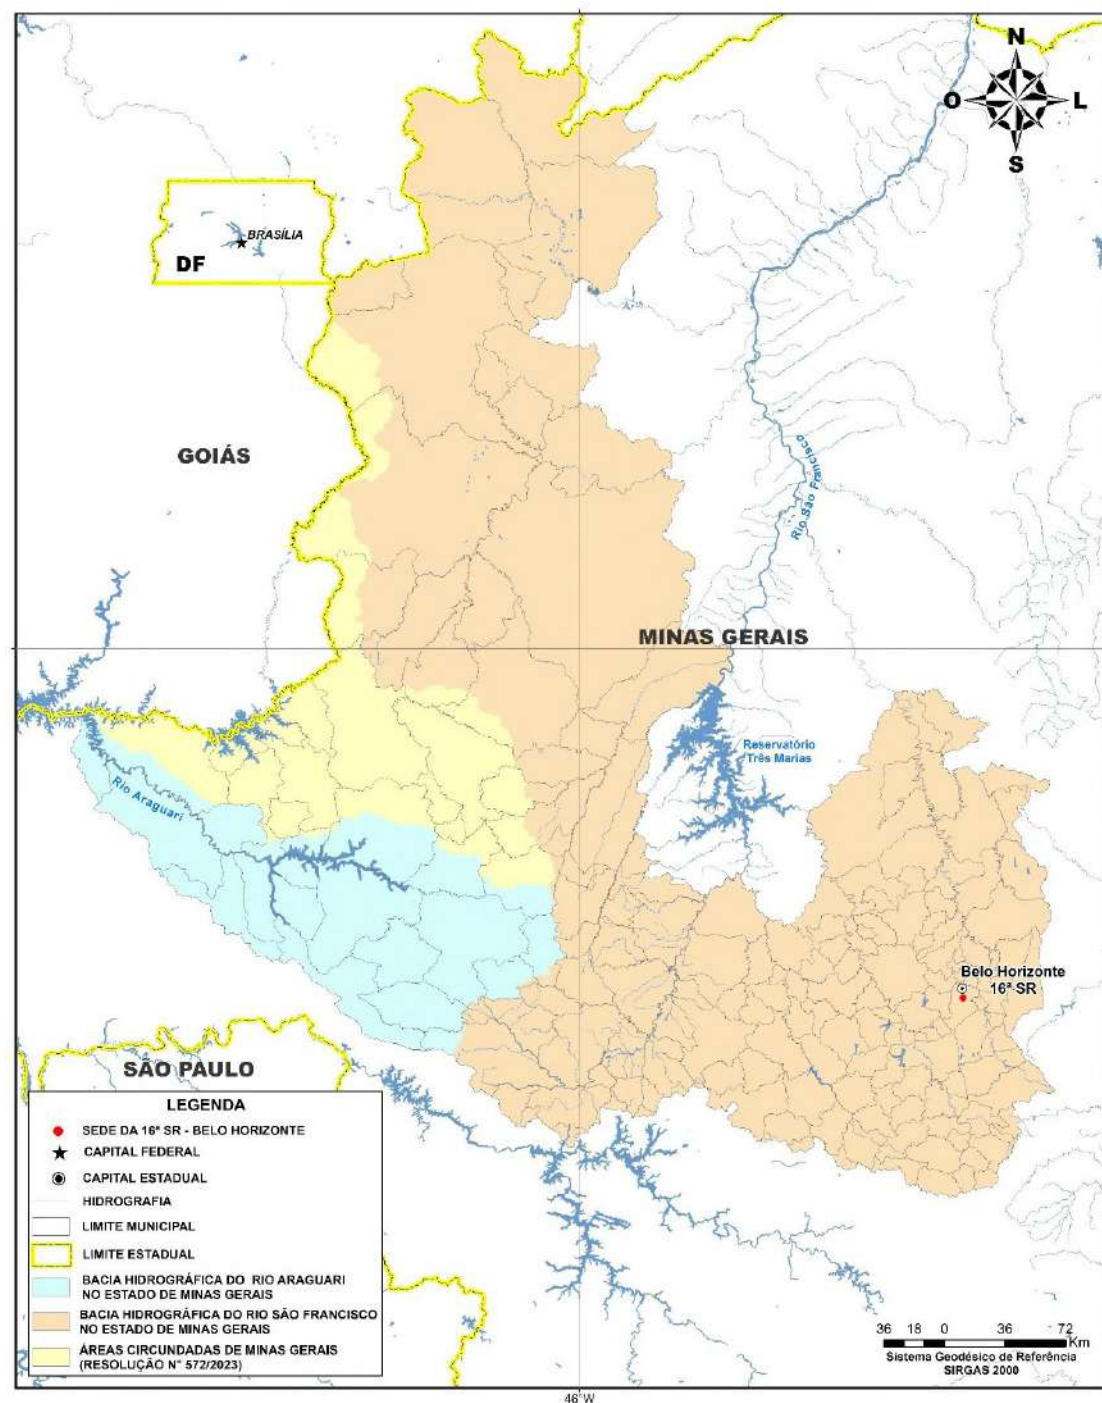 N
O
L
S
BRASÍLIA
DF
GOIÁS
Rio São Francisco
MINAS GERAIS
Reservatório
Três Marias
Rio Araguari
Belo Horizonte
16ª SR
SÃO PAULO
LEGENDA
SEDE DA 16ª SR - BELO HORIZONTE
CAPITAL FEDERAL
CAPITAL ESTADUAL
HIDROGRAFIA
LIMITE MUNICIPAL
LIMITE ESTADUAL
BACIA HIDROGRÁFICA DO RIO ARAGUARI
NO ESTADO DE MINAS GERAIS
BACIA HIDROGRÁFICA DO RIO SÃO FRANCISCO
NO ESTADO DE MINAS GERAIS
ÁREAS CIRCUNDADAS DE MINAS GERAIS
(RESOLUÇÃO N° 572/2023)
36 18 0 36 72
Km
Sistema Geodésico de Referência
SIRGAS 2000
46°W